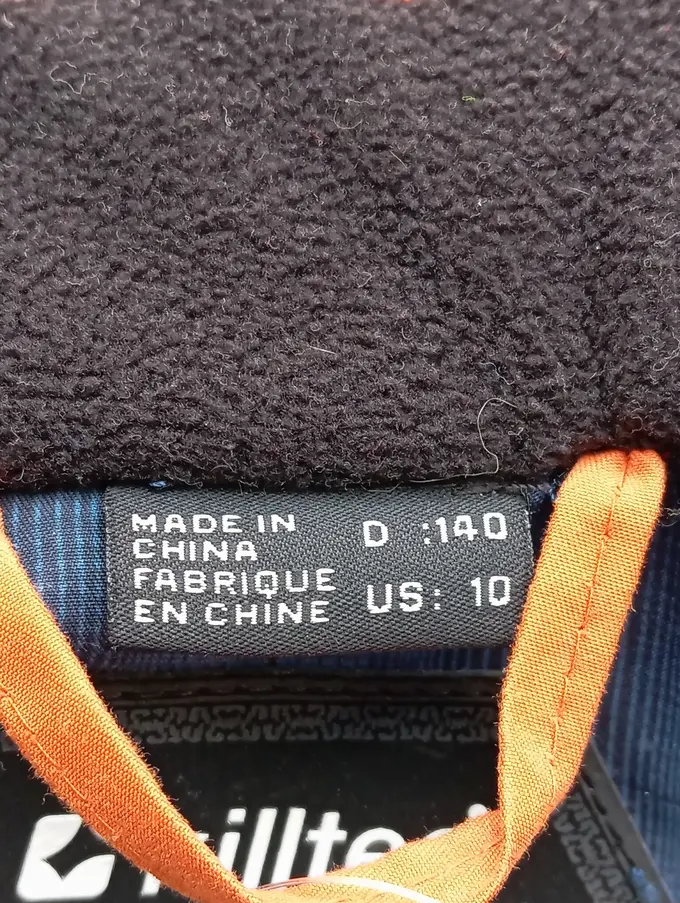 MADE IN
CHINA
FABRIQUE
EN CHINE
D :140
US: 10